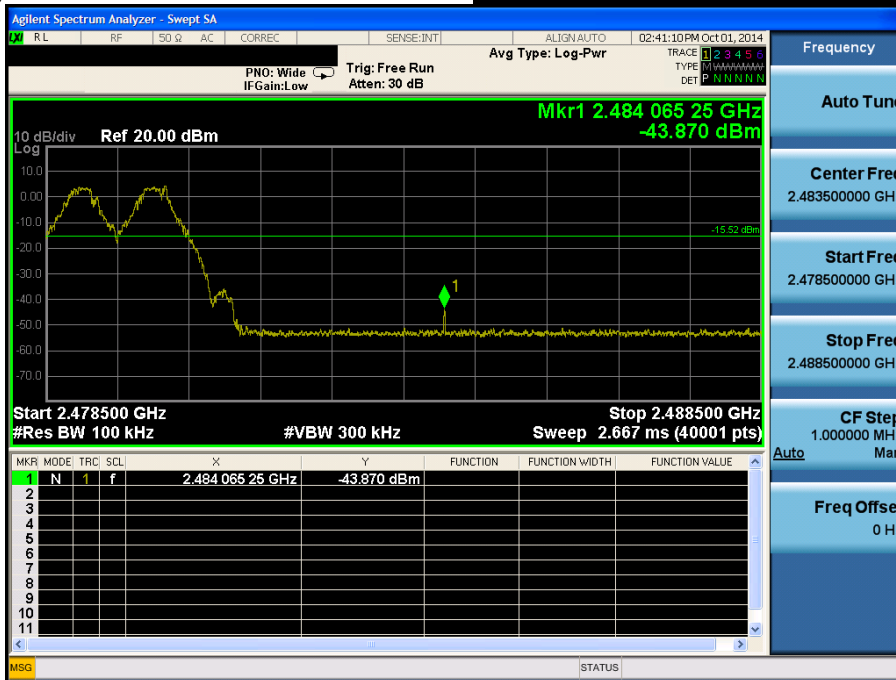 Agilent Spectrum Analyzer - Swept SA
LXI RL RF 50 Ω AC CORREC SENSE:INT ALIGN AUTO 02:41:10 PM Oct 01, 2014
Avg Type: Log-Pwr TRACE 1 2 3 4 5 6
PNO: Wide Trig: Free Run TYPE MWWWWW
IFGain:Low Atten: 30 dB DET P N N N N N
Mkr1 2.484 065 25 GHz
-43.870 dBm
10 dB/div Ref 20.00 dBm
Log
10.0
0.00
-10.0
-15.52 dBm
-20.0
-30.0
1
-40.0
-50.0
-60.0
-70.0
Start 2.478500 GHz Stop 2.488500 GHz
#Res BW 100 kHz #VBW 300 kHz Sweep 2.667 ms (40001 pts)
MKR MODE TRC SCL X Y FUNCTION FUNCTION WIDTH FUNCTION VALUE
1 N 1 f 2.484 065 25 GHz -43.870 dBm
2
3
4
5
6
7
8
9
10
11
MSG STATUS
Frequency
Auto Tun
Center Fre
2.483500000 GH
Start Fre
2.478500000 GH
Stop Fre
2.488500000 GH
CF Step
1.000000 MH
Auto Ma
Freq Offse
0 H